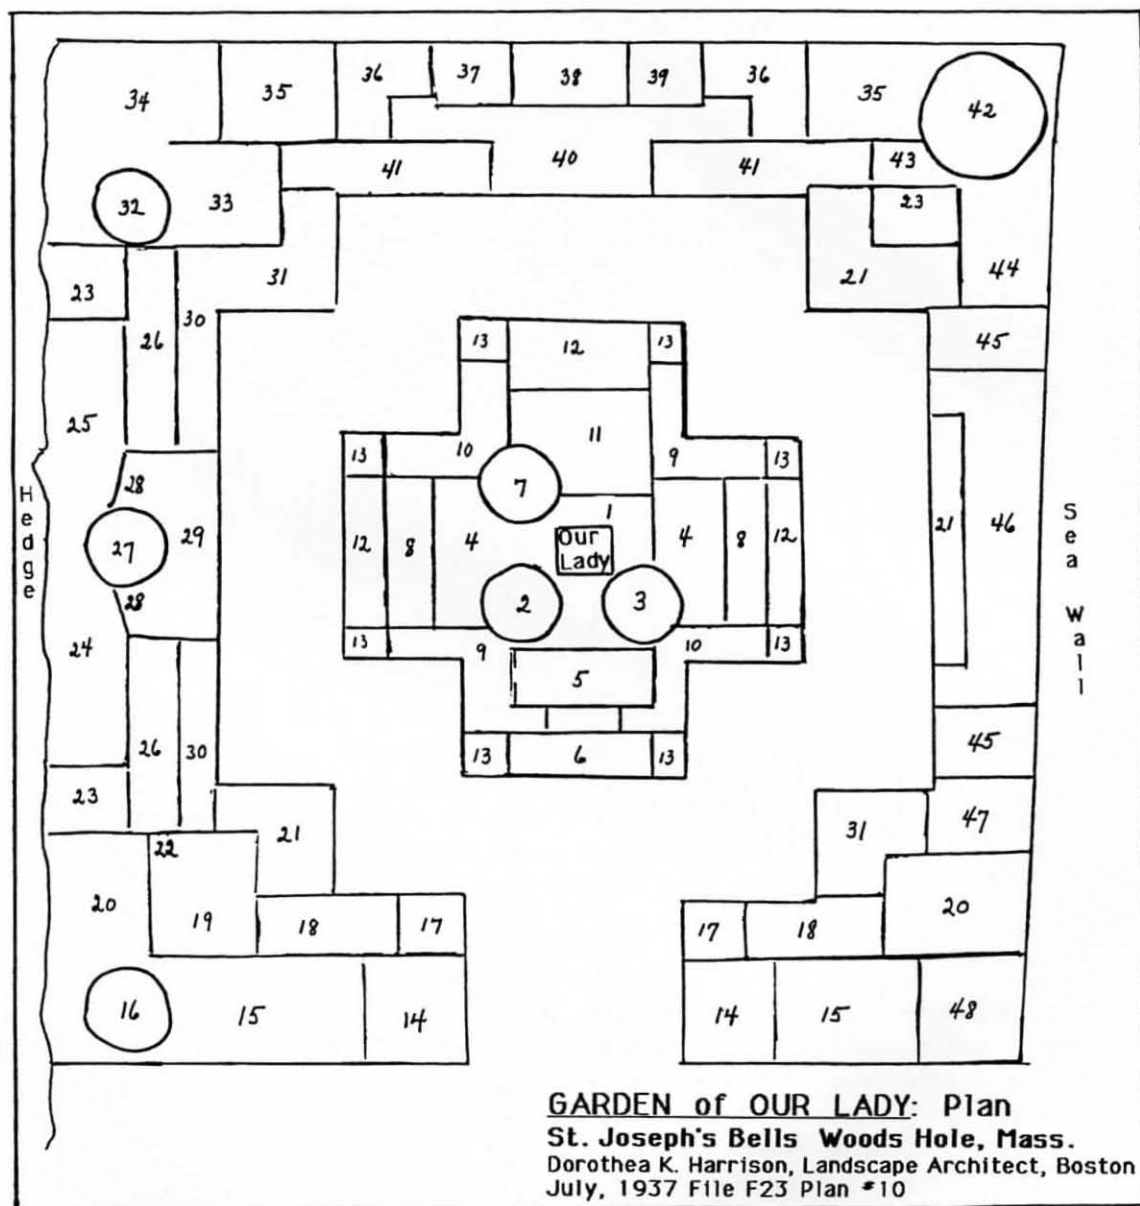 34 35 36 37 38 39 36 35 42
41 40 41 43
32 33 23
23 26 30 31 21 44
13 12 13 45
25
10 11 9
13 13
28 7
Hedge
27 29 12 8 4 1 4 8 12 21 46
Our
Lady
Sea Wall
28 2 3
24 13 9 10 13
5
26 30 13 6 13 45
23 21 31 47
22
20 19 18 17 17 18 20
16 15 14 14 15 48
GARDEN of OUR LADY: Plan
St. Joseph's Bells Woods Hole, Mass.
Dorothea K. Harrison, Landscape Architect, Boston
July, 1937 File F23 Plan #10